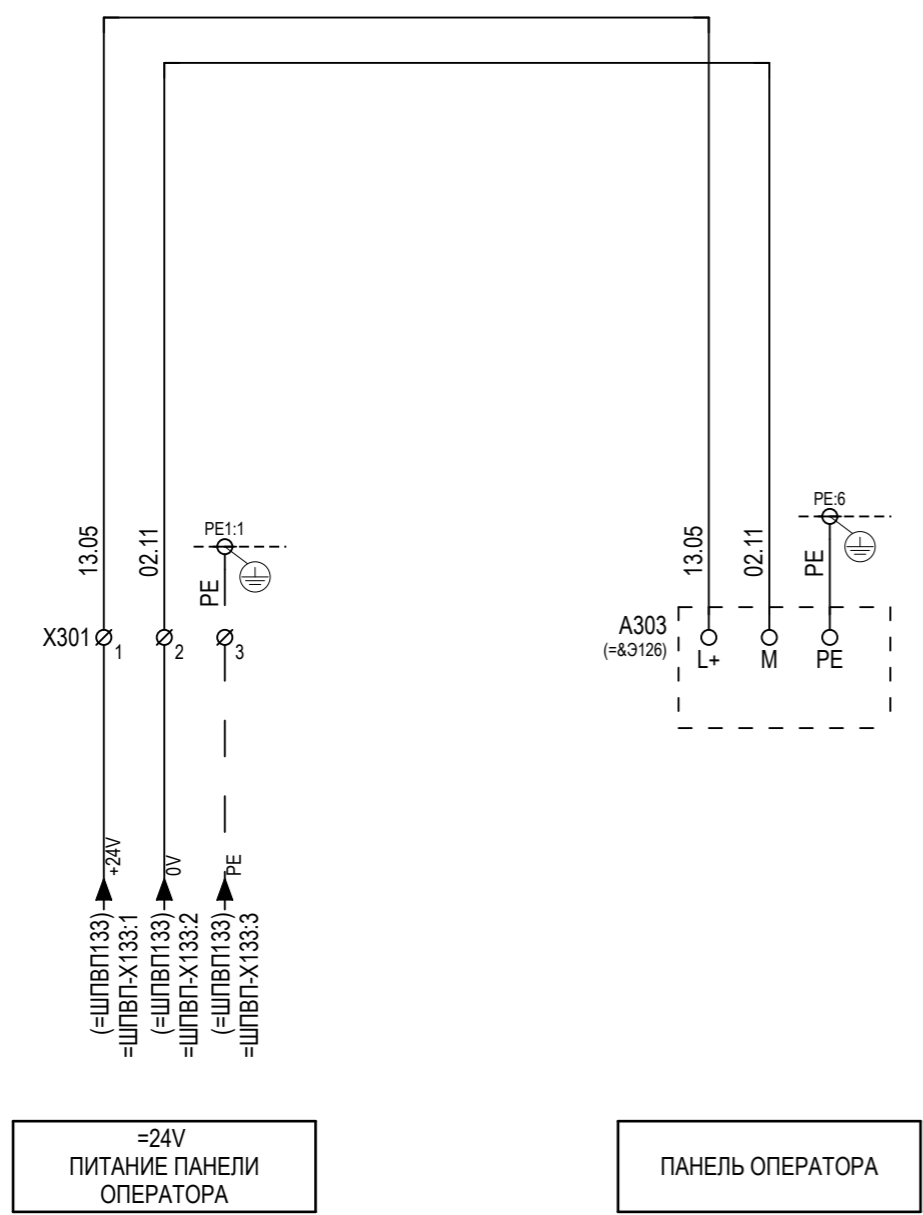 13.05
02.11
PE1:1
PE
X301
1
2
3
+24V
0V
PE
(=ШПВП133)
=ШПВП-X133:1
(=ШПВП133)
=ШПВП-X133:2
(=ШПВП133)
=ШПВП-X133:3
13.05
02.11
PE:6
PE
A303
(=&Э126)
L+
M
PE
=24V
ПИТАНИЕ ПАНЕЛИ
ОПЕРАТОРА
ПАНЕЛЬ ОПЕРАТОРА